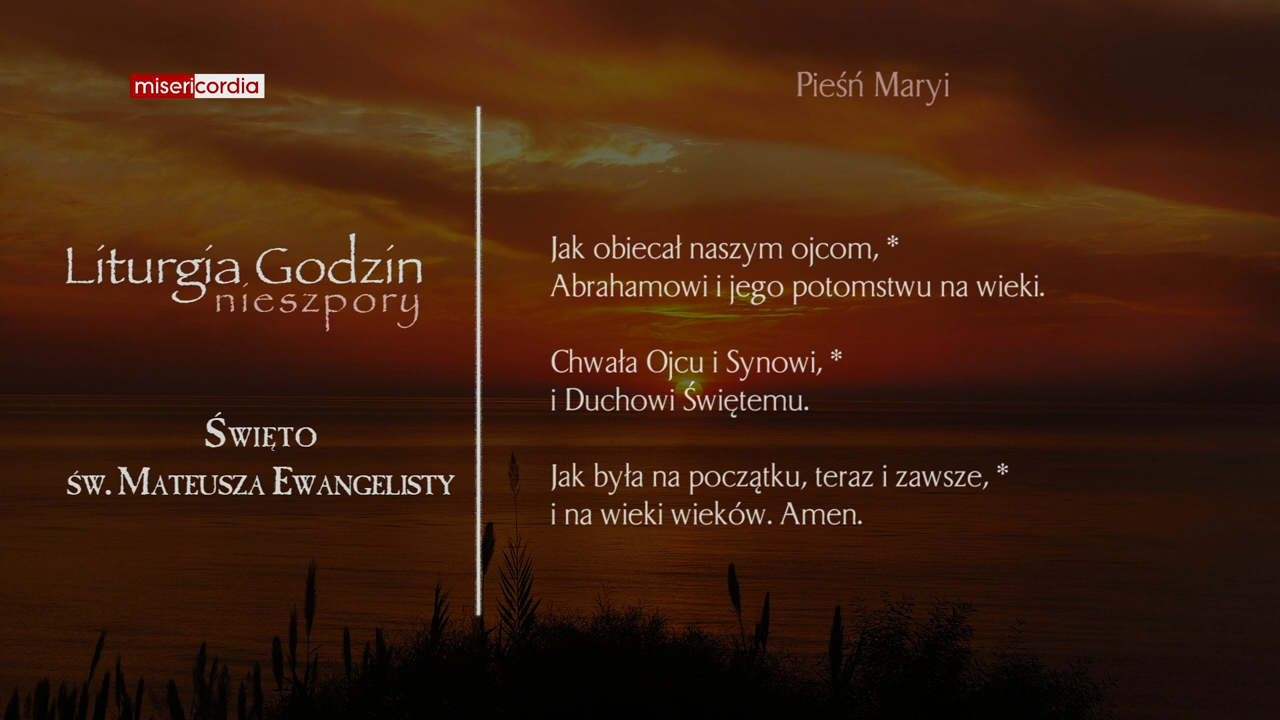 misericordia
Pieśń Maryi
Liturgia Godzin
nieszpory
Święto
św. Mateusza Ewangelisty
Jak obiecał naszym ojcom, *
Abrahamowi i jego potomstwu na wieki.
Chwała Ojcu i Synowi, *
i Duchowi Świętemu.
Jak była na początku, teraz i zawsze, *
i na wieki wieków. Amen.